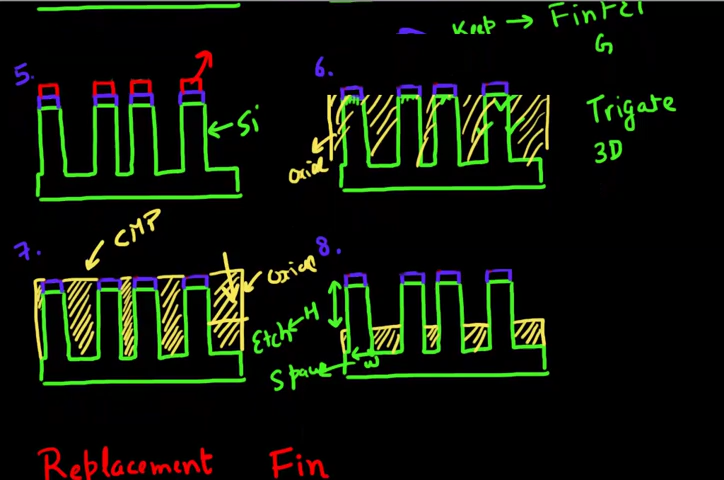 Keep → FinFET
G
5.
6.
Si
Trigate
3D
oxide
7.
CMP
oxide
8.
Etch ← H
Space ← W
Replacement Fin